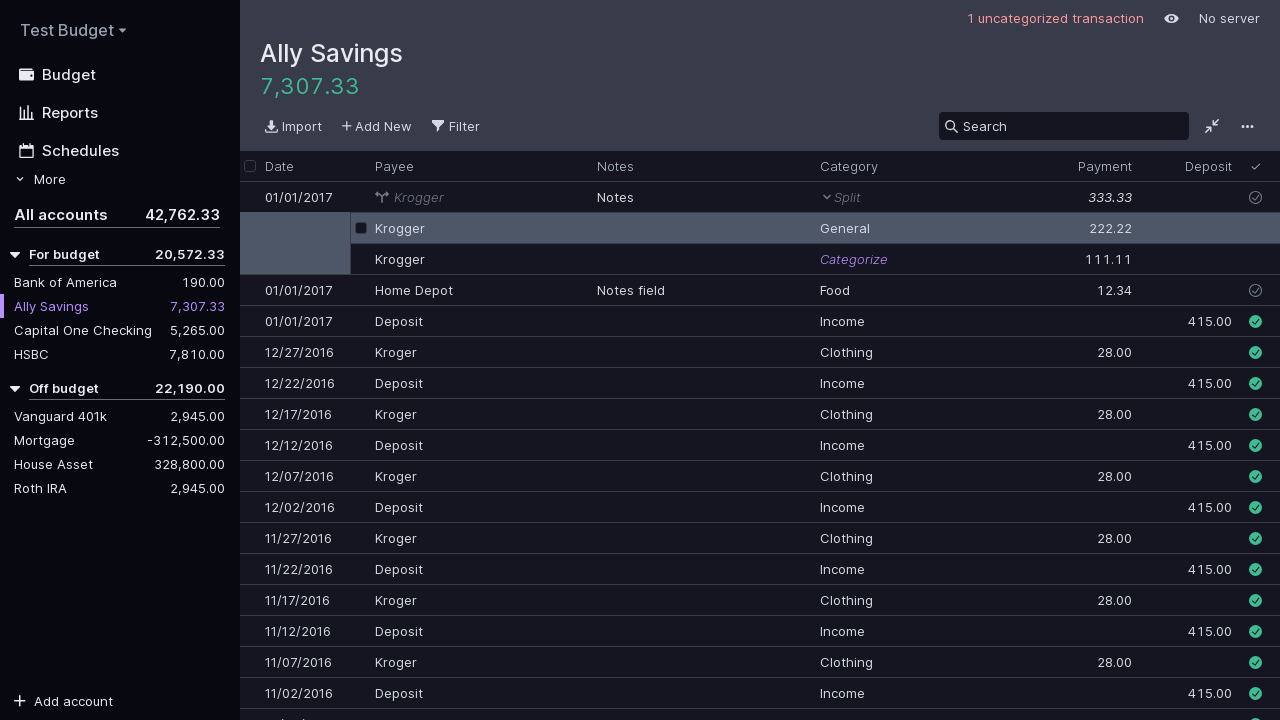 Test Budget
Budget
Reports
Schedules
More
All accounts 42,762.33
For budget 20,572.33
Bank of America 190.00
Ally Savings 7,307.33
Capital One Checking 5,265.00
HSBC 7,810.00
Off budget 22,190.00
Vanguard 401k 2,945.00
Mortgage -312,500.00
House Asset 328,800.00
Roth IRA 2,945.00
Add account
1 uncategorized transaction No server
Ally Savings
7,307.33
Import Add New Filter Search
Date Payee Notes Category Payment Deposit
01/01/2017 Krogger Notes Split 333.33
Krogger General 222.22
Krogger Categorize 111.11
01/01/2017 Home Depot Notes field Food 12.34
01/01/2017 Deposit Income 415.00
12/27/2016 Kroger Clothing 28.00
12/22/2016 Deposit Income 415.00
12/17/2016 Kroger Clothing 28.00
12/12/2016 Deposit Income 415.00
12/07/2016 Kroger Clothing 28.00
12/02/2016 Deposit Income 415.00
11/27/2016 Kroger Clothing 28.00
11/22/2016 Deposit Income 415.00
11/17/2016 Kroger Clothing 28.00
11/12/2016 Deposit Income 415.00
11/07/2016 Kroger Clothing 28.00
11/02/2016 Deposit Income 415.00